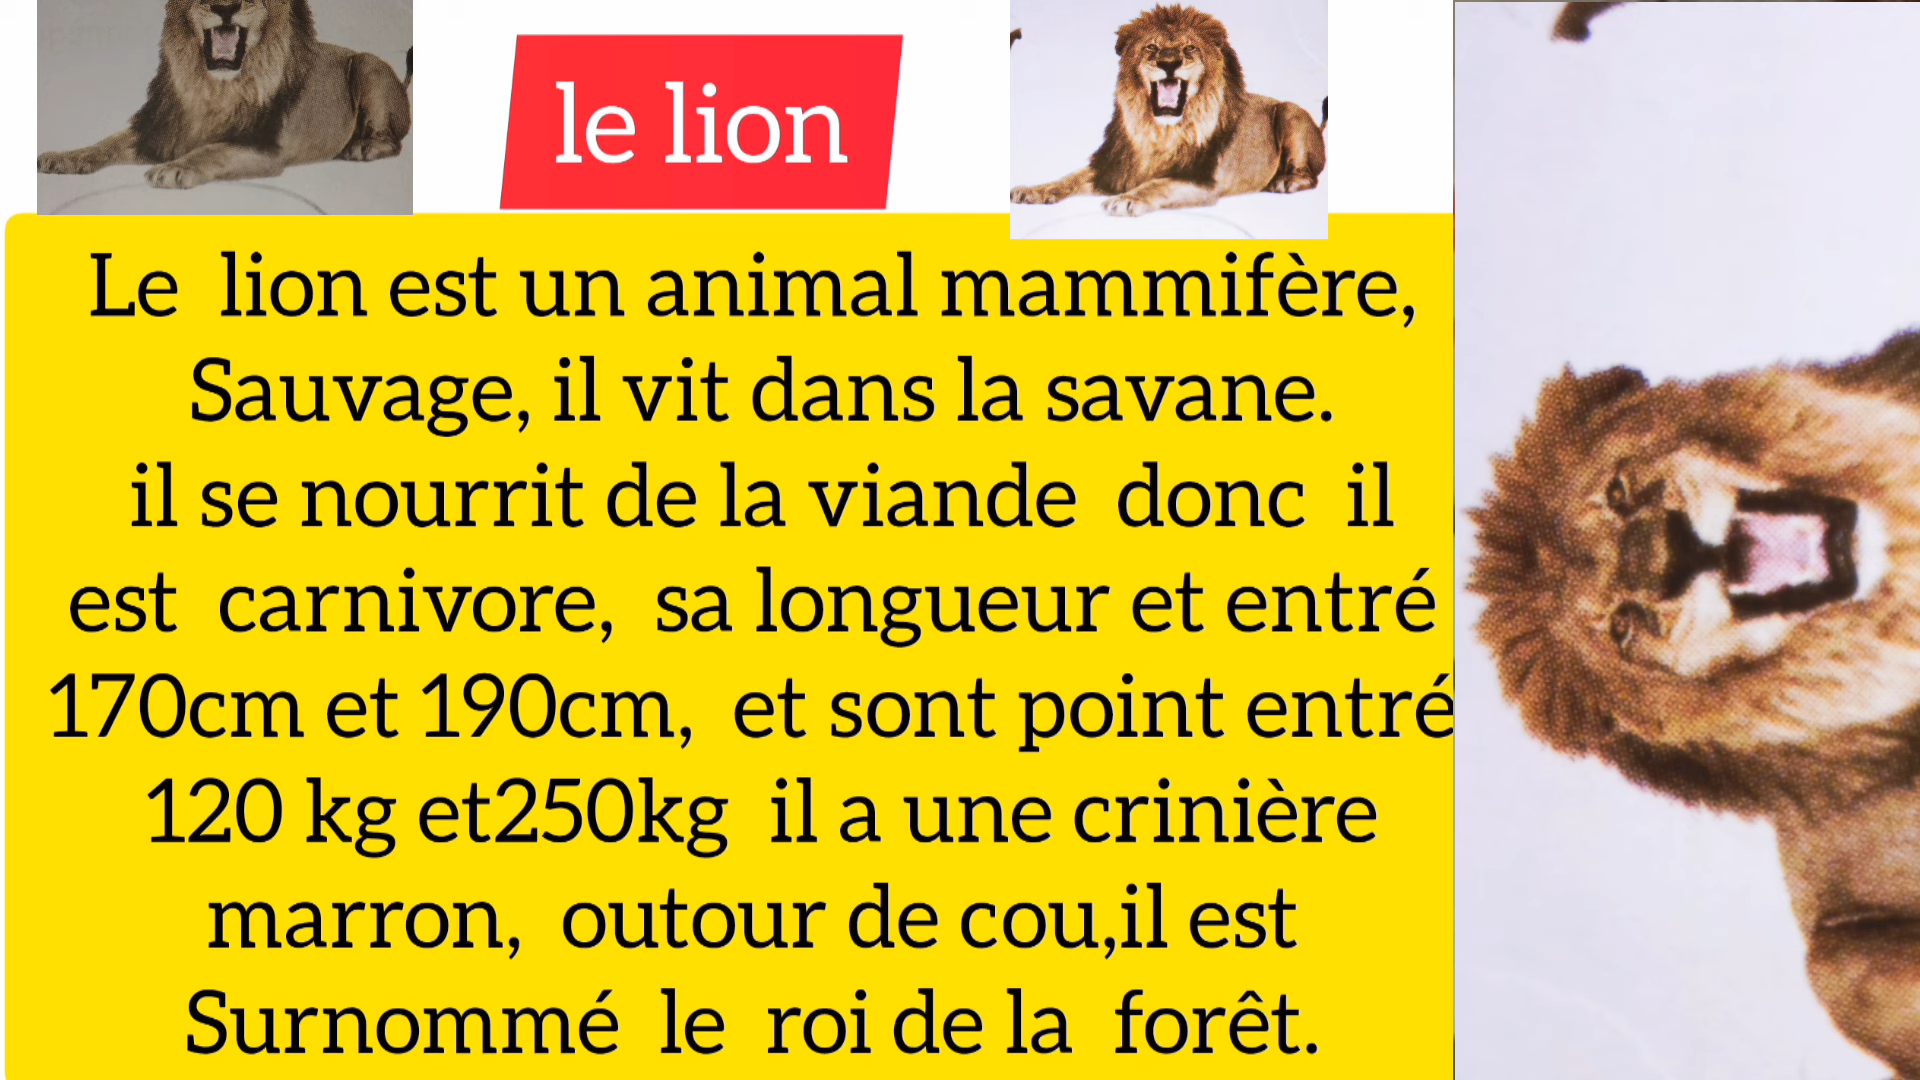 le lion
Le lion est un animal mammifère,
Sauvage, il vit dans la savane.
il se nourrit de la viande donc il
est carnivore, sa longueur et entré
170cm et 190cm, et sont point entré
120 kg et250kg il a une crinière
marron, outour de cou,il est
Surnommé le roi de la forêt.